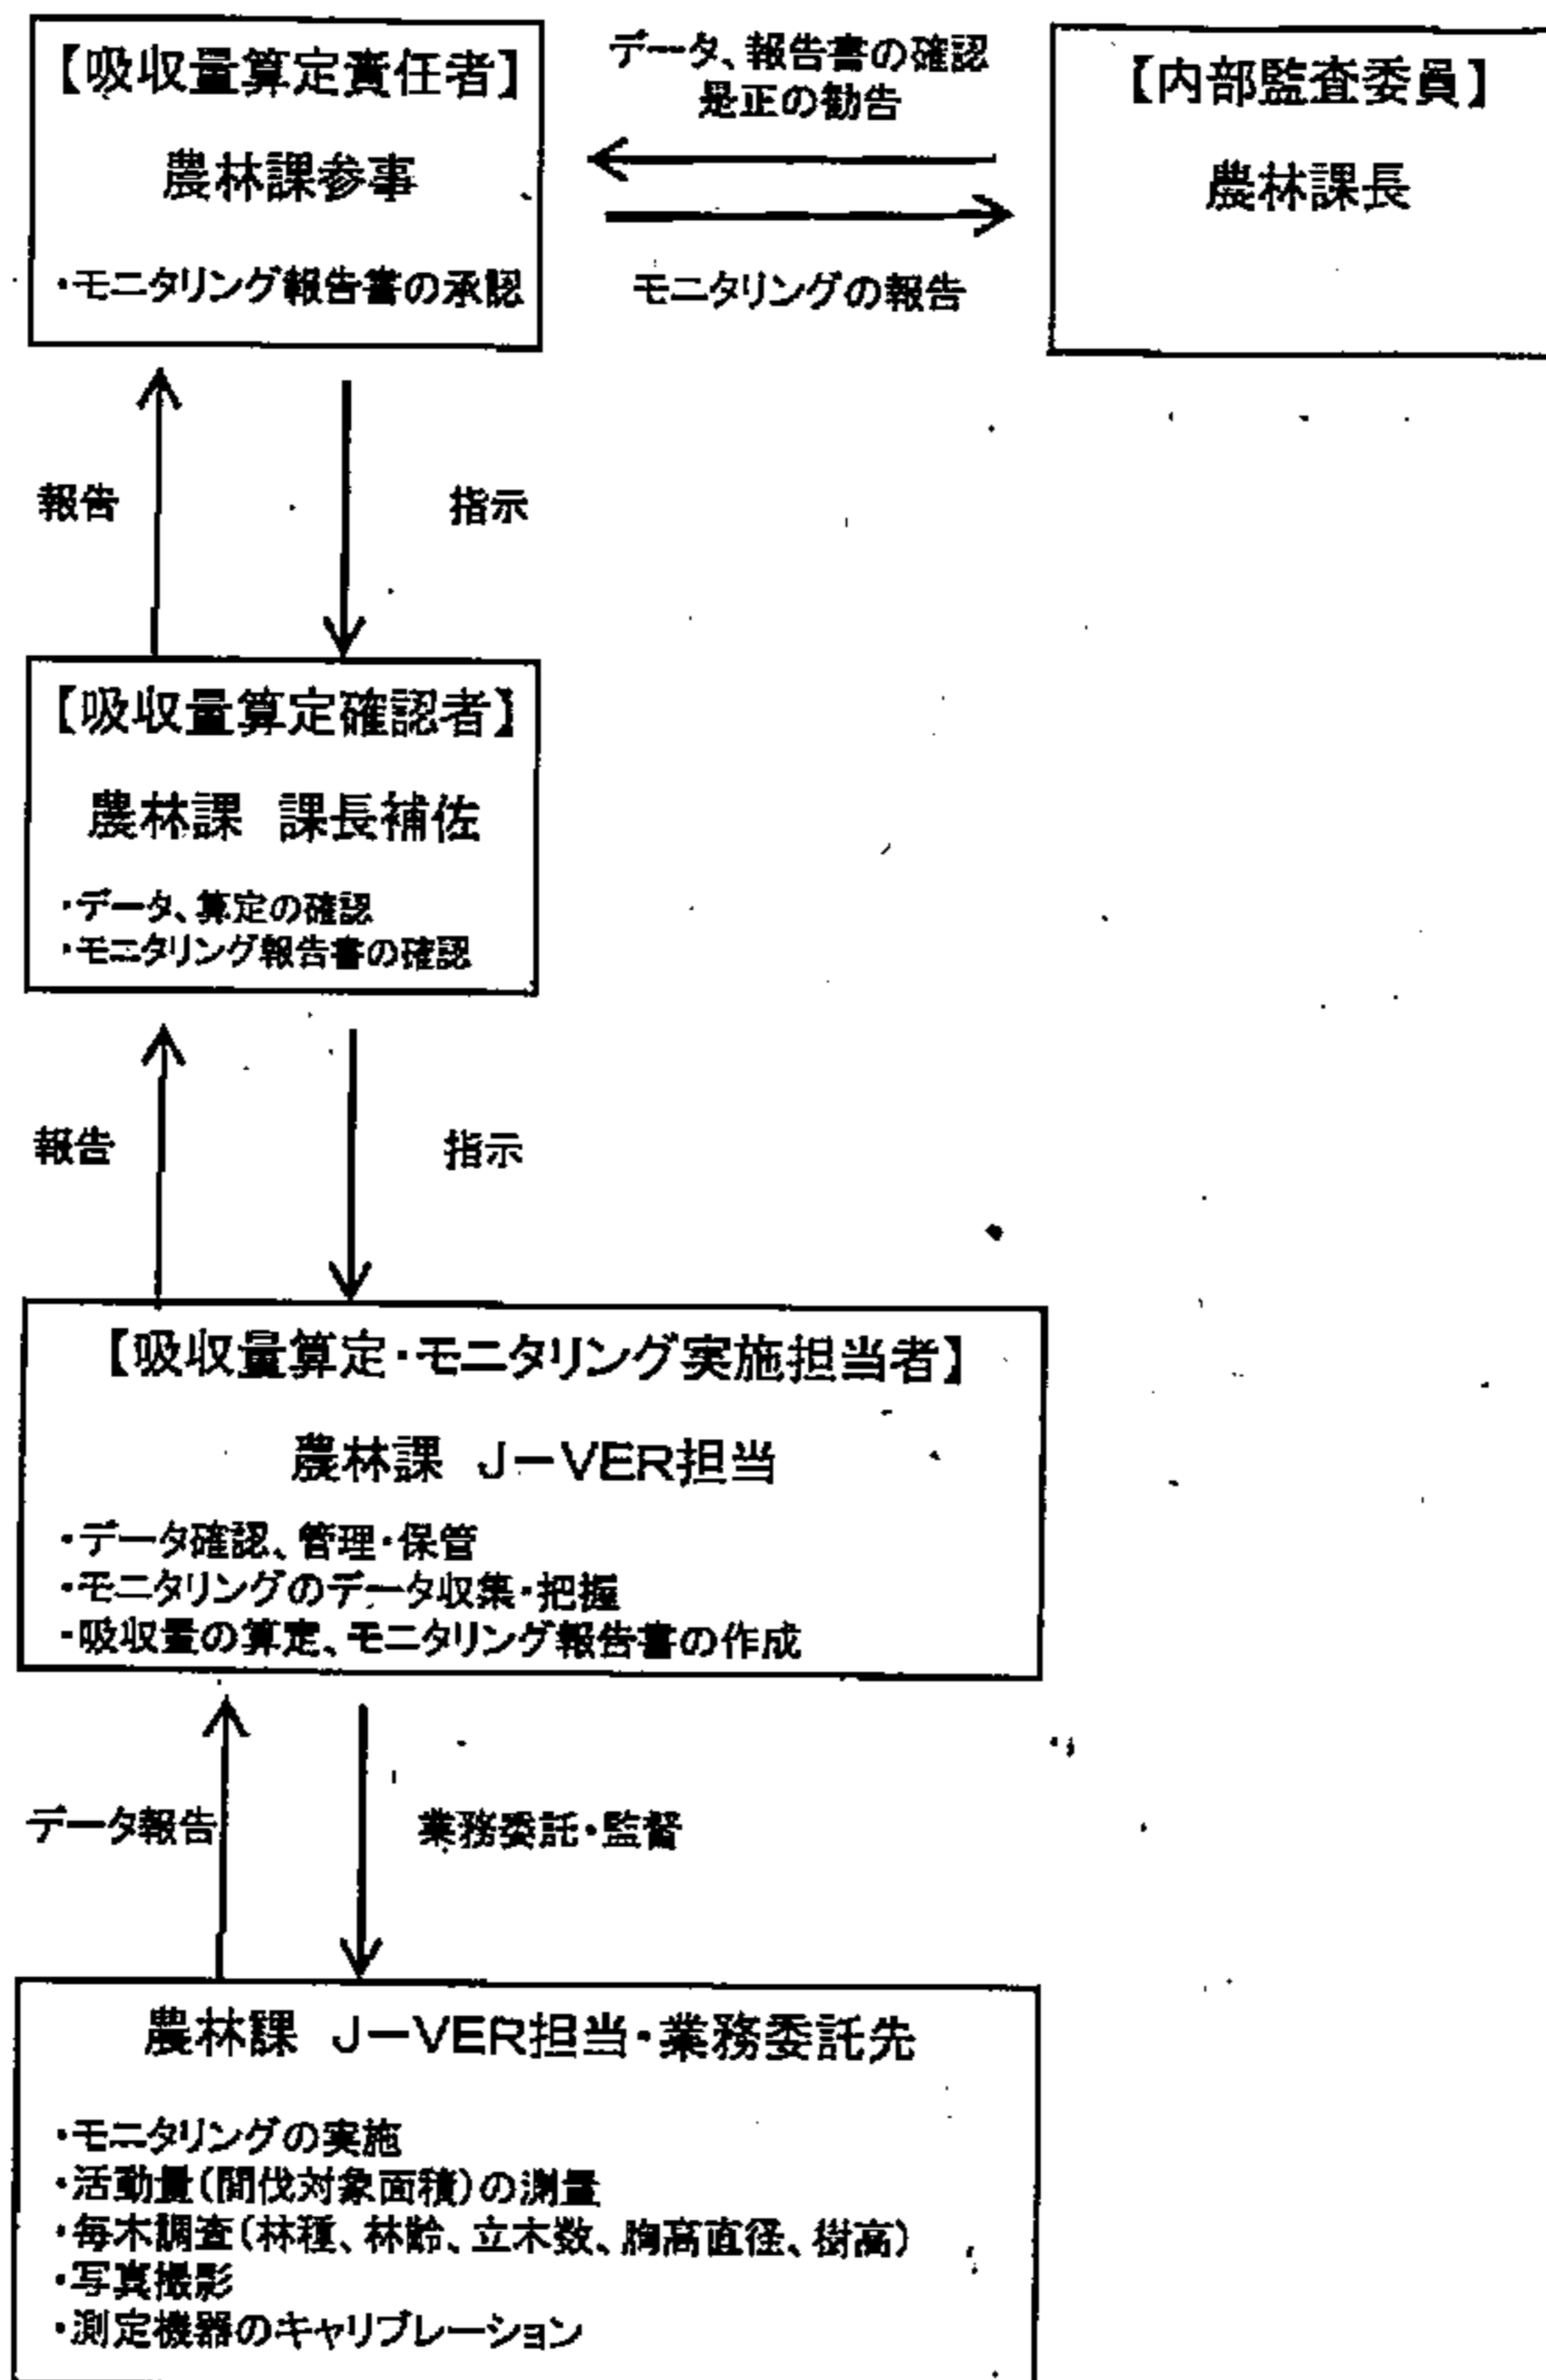 【吸収量算定責任者】
農林課参事
・モニタリング報告書の承認
データ、報告書の確認
是正の勧告
モニタリングの報告
【内部監査委員】
農林課長
報告
指示
【吸収量算定確認者】
農林課 課長補佐
・データ、算定の確認
・モニタリング報告書の確認
報告
指示
【吸収量算定・モニタリング実施担当者】
農林課 J－VER担当
・データ確認、管理・保管
・モニタリングのデータ収集・把握
・吸収量の算定、モニタリング報告書の作成
データ報告
業務委託・監督
農林課 J－VER担当・業務委託先
・モニタリングの実施
・活動量(間伐対象面積)の測量
・毎木調査(林種、林齢、立木数、胸高直径、樹高)
・写真撮影
・測定機器のキャリブレーション